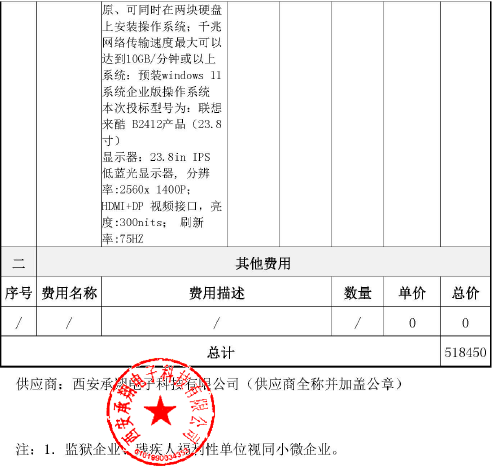 原、可同时在两块硬盘
上安装操作系统；千兆
网络传输速度最大可以
达到10GB/分钟或以上
系统：预装windows 11
系统企业版操作系统
本次投标型号为：联想
来酷 B2412产品（23.8
寸）
显示器：23.8in IPS
低蓝光显示器，分辨
率:2560x 1400P;
HDMI+DP 视频接口，亮
度:300nits； 刷新
率:75HZ
二 其他费用
序号 费用名称 费用描述 数量 单价 总价
/ / / / 0 0
总计 518450
供应商：西安承翔电子科技有限公司（供应商全称并加盖公章）
注：1. 监狱企业、残疾人福利性单位视同小微企业。